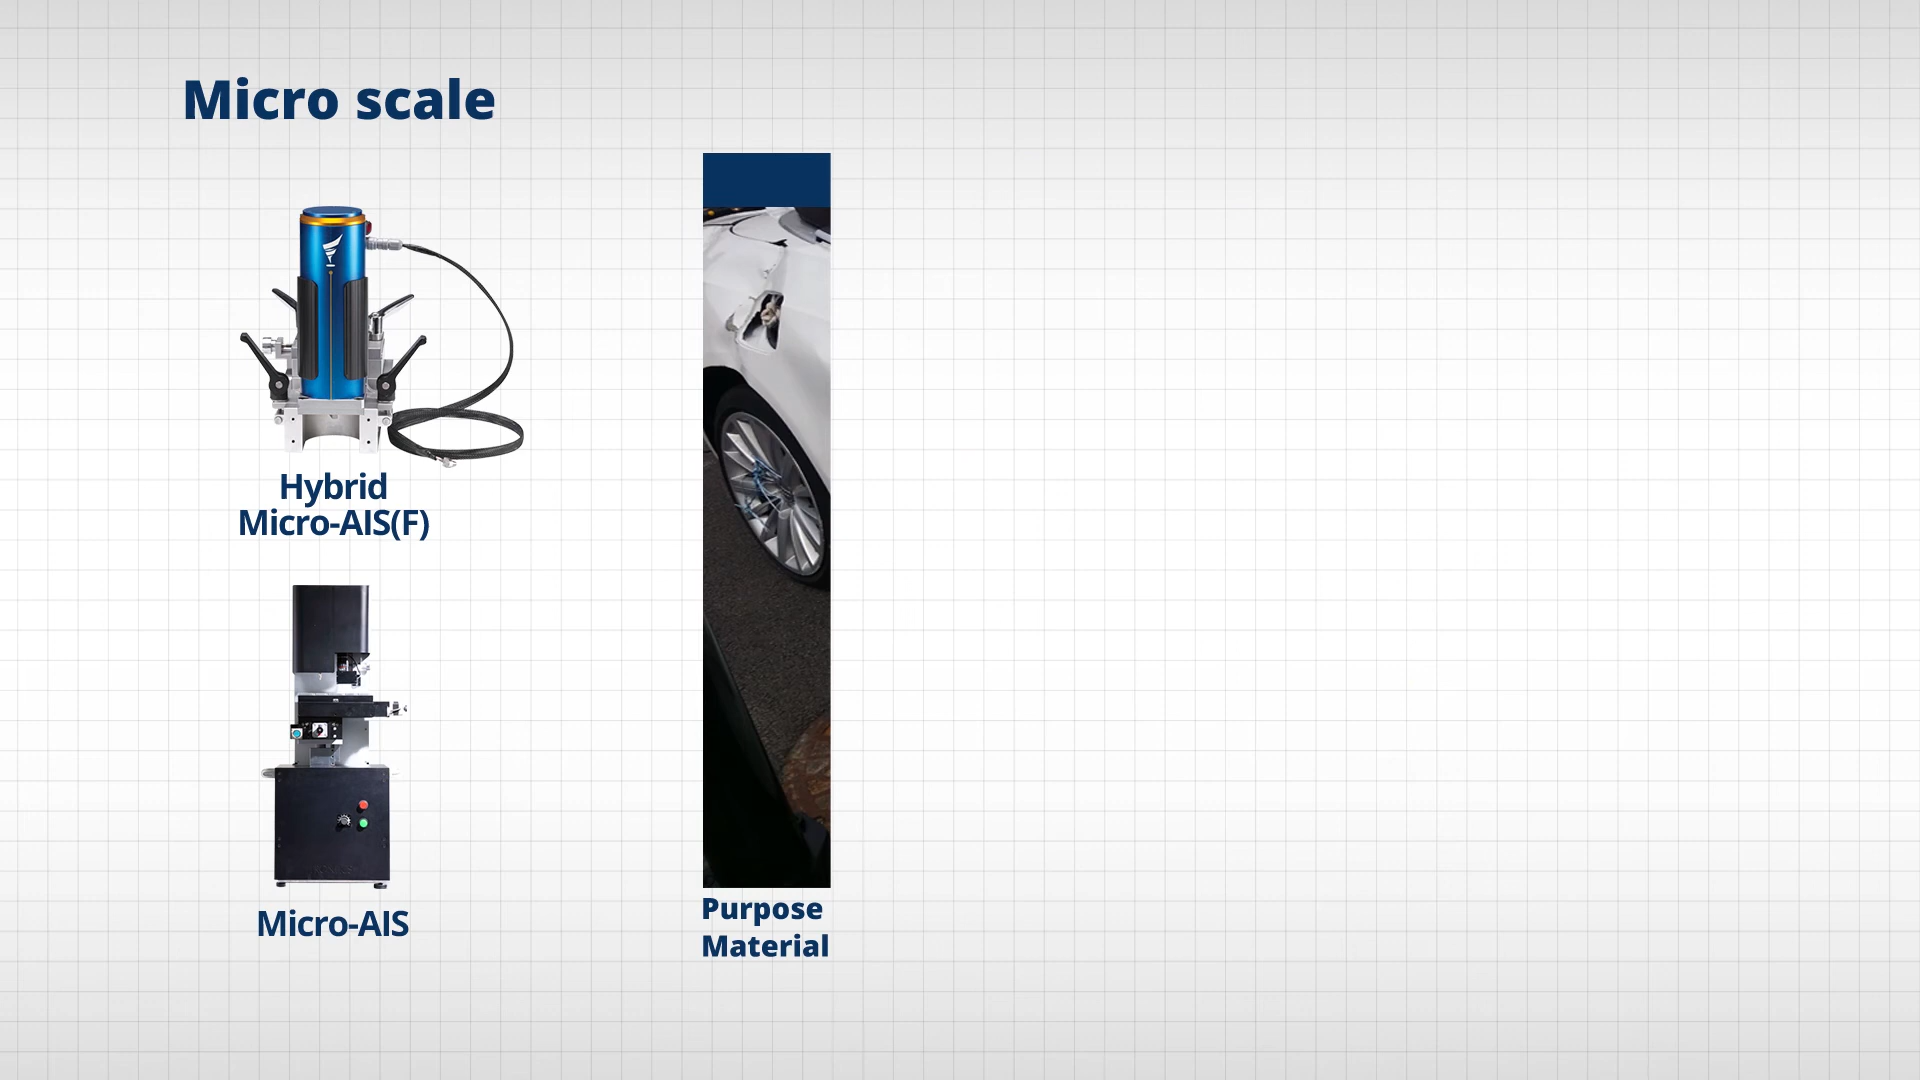 Micro scale
Hybrid
Micro-AIS(F)
Micro-AIS
Purpose
Material